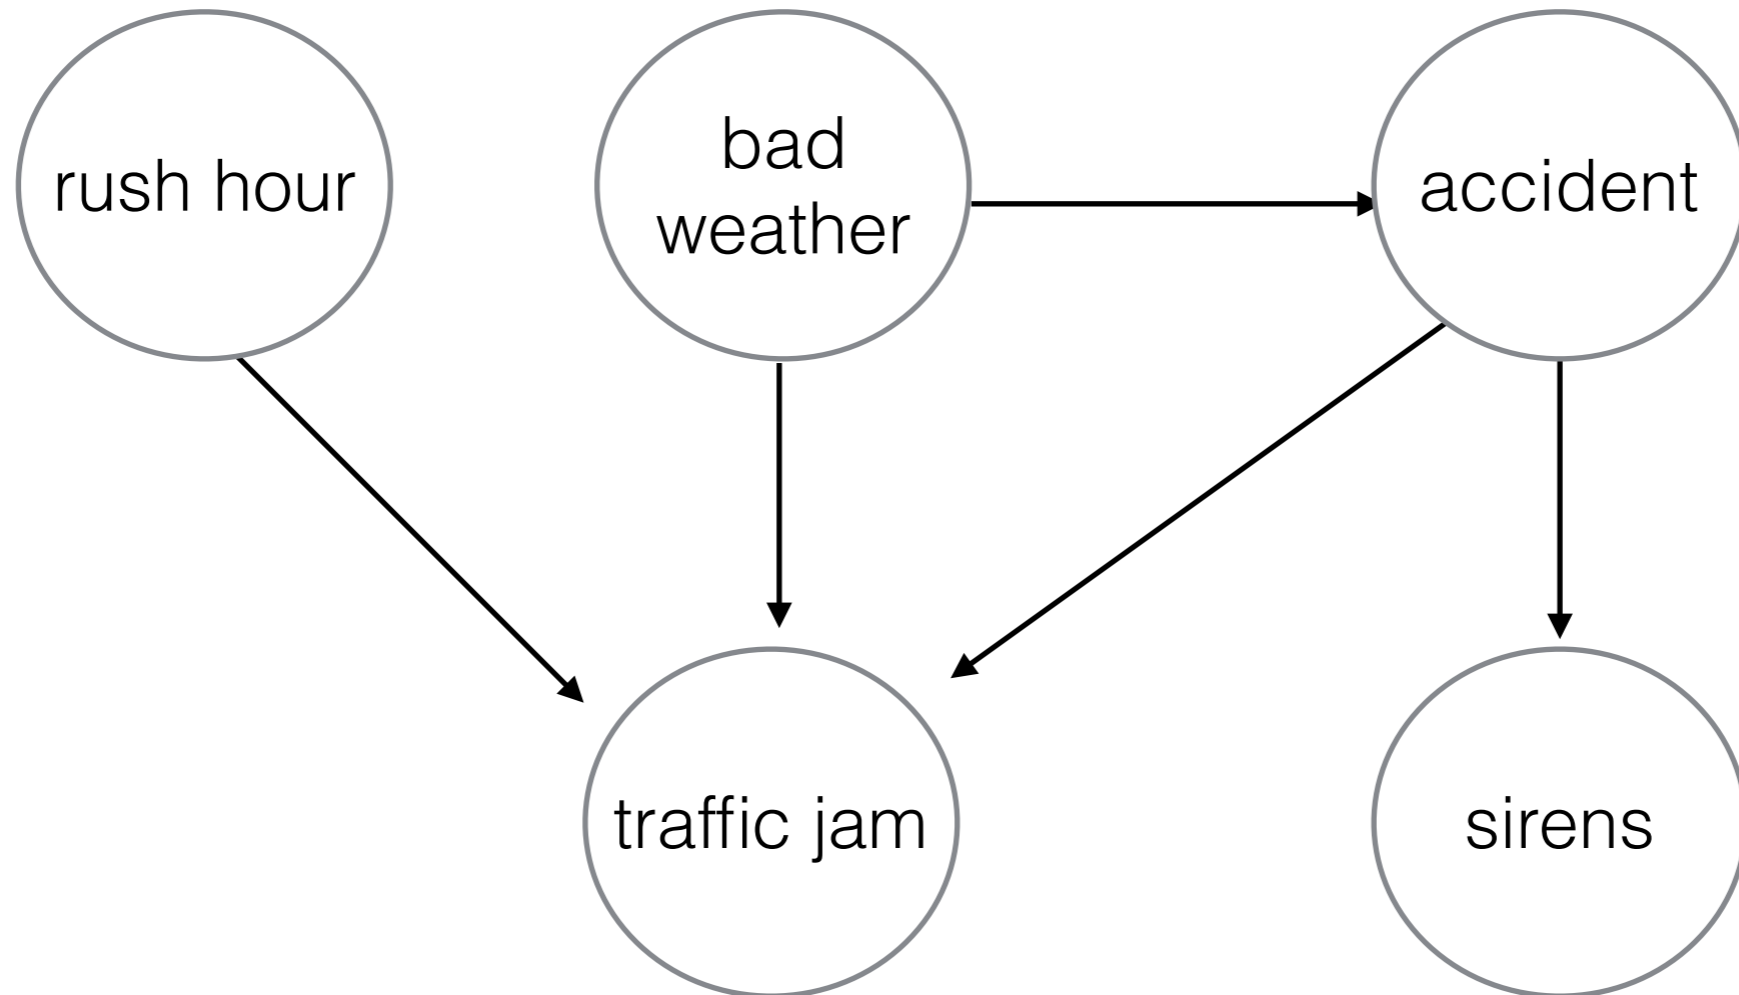 rush hour
bad
weather
accident
traffic jam
sirens